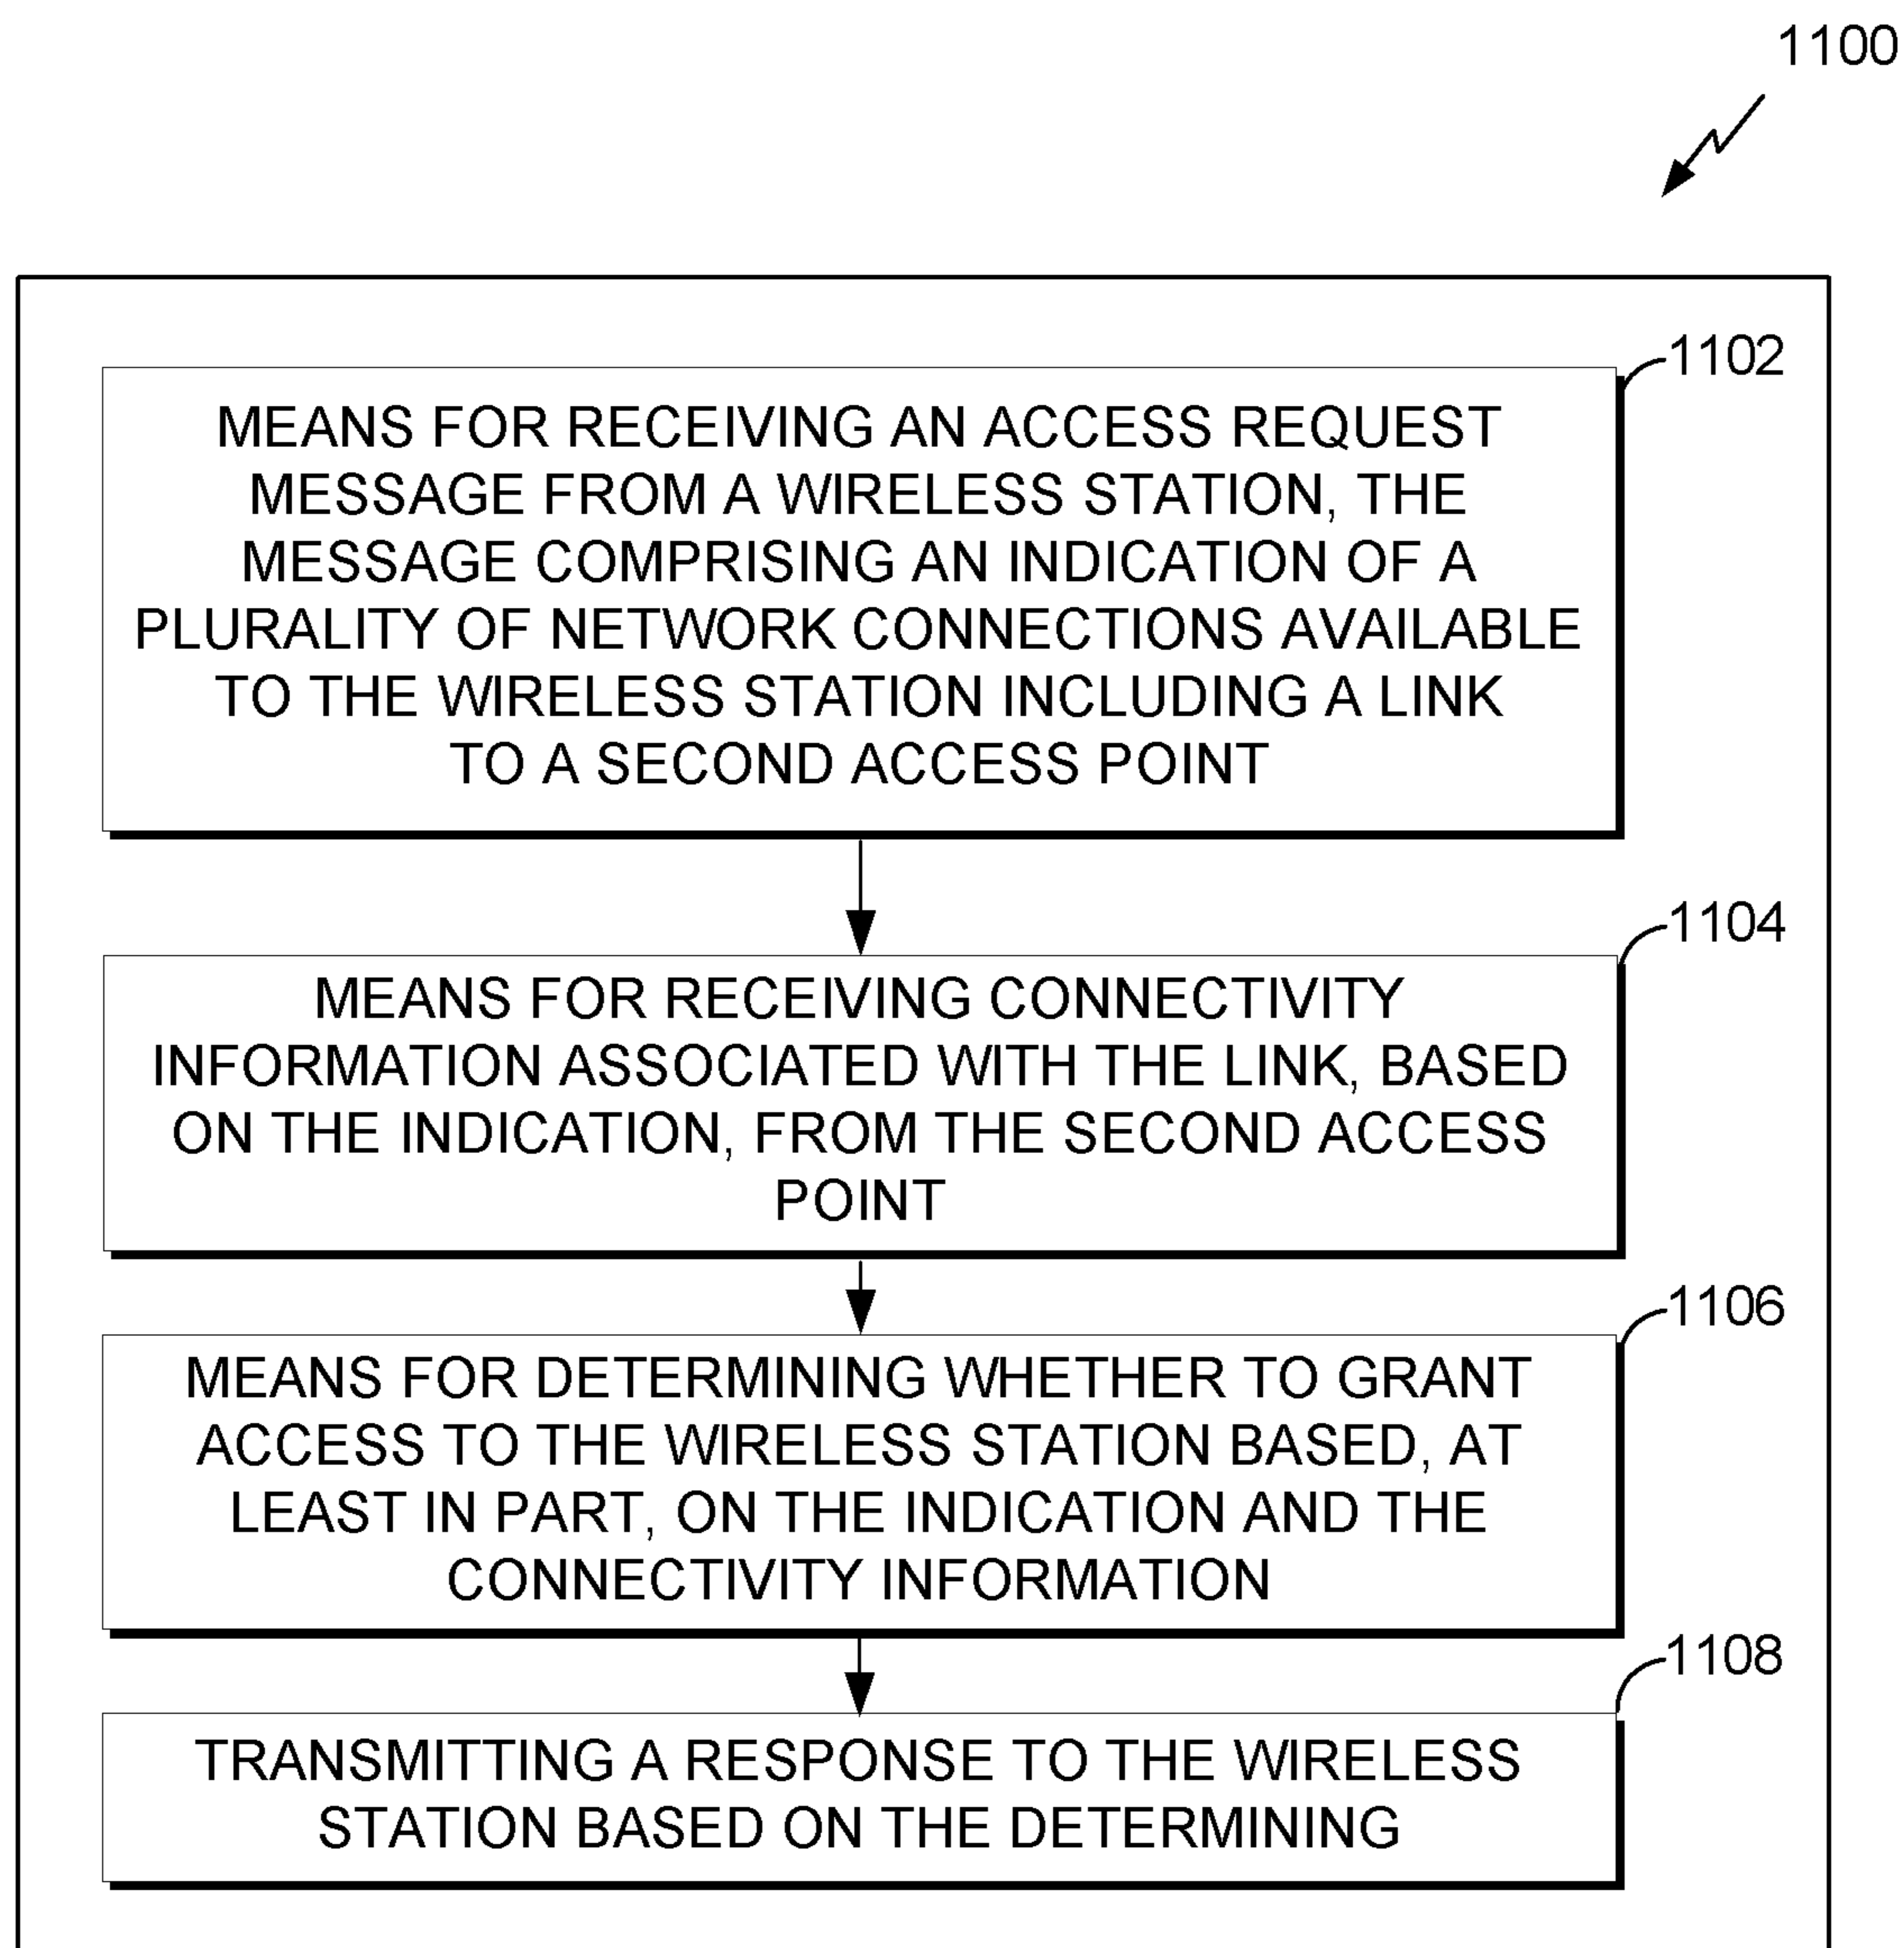 1100
1102
MEANS FOR RECEIVING AN ACCESS REQUEST
MESSAGE FROM A WIRELESS STATION, THE
MESSAGE COMPRISING AN INDICATION OF A
PLURALITY OF NETWORK CONNECTIONS AVAILABLE
TO THE WIRELESS STATION INCLUDING A LINK
TO A SECOND ACCESS POINT
1104
MEANS FOR RECEIVING CONNECTIVITY
INFORMATION ASSOCIATED WITH THE LINK, BASED
ON THE INDICATION, FROM THE SECOND ACCESS
POINT
1106
MEANS FOR DETERMINING WHETHER TO GRANT
ACCESS TO THE WIRELESS STATION BASED, AT
LEAST IN PART, ON THE INDICATION AND THE
CONNECTIVITY INFORMATION
1108
TRANSMITTING A RESPONSE TO THE WIRELESS
STATION BASED ON THE DETERMINING